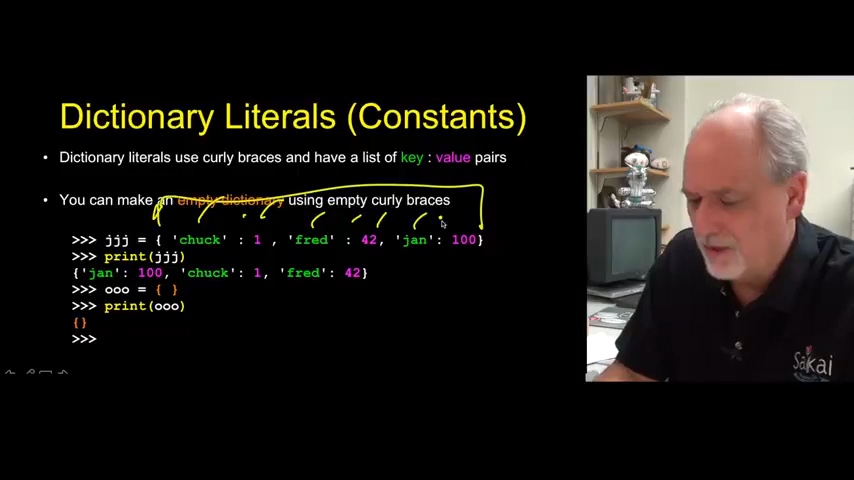 Dictionary Literals (Constants)
• Dictionary literals use curly braces and have a list of key : value pairs
• You can make an empty dictionary using empty curly braces
>>> jjj = { 'chuck' : 1 , 'fred' : 42, 'jan': 100}
>>> print(jjj)
{'jan': 100, 'chuck': 1, 'fred': 42}
>>> ooo = { }
>>> print(ooo)
{}
>>>
Sakai